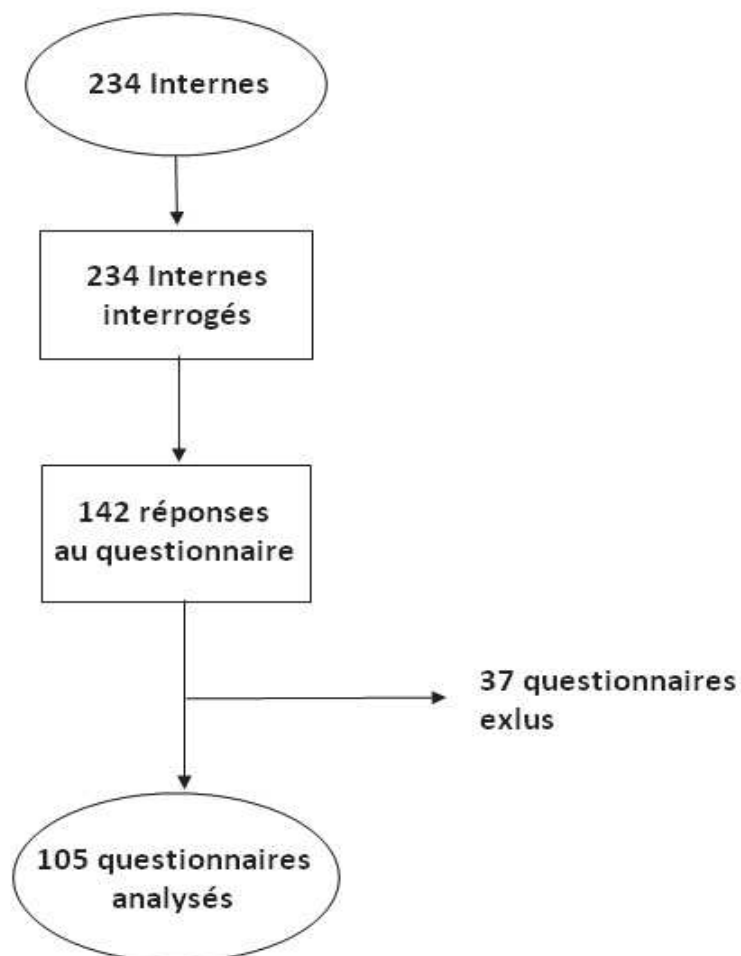 234 Internes
234 Internes
interrogés
142 réponses
au questionnaire
37 questionnaires
exlus
105 questionnaires
analysés